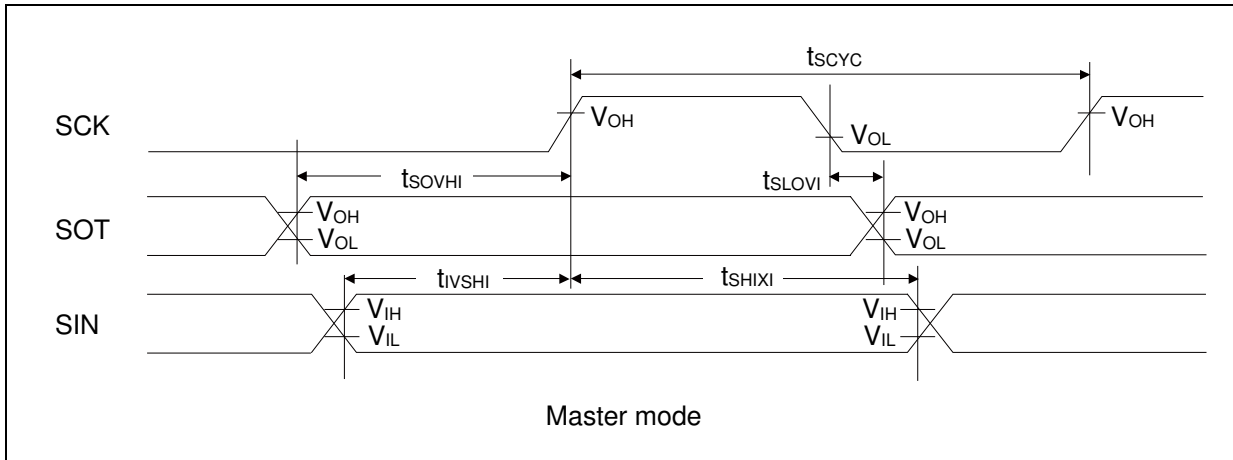 tSCYC
SCK
VOH
VOL
VOH
tSOVHI
tSLOVI
SOT
VOH
VOL
VOH
VOL
tIVSHI
tSHIXI
SIN
VIH
VIL
VIH
VIL
Master mode